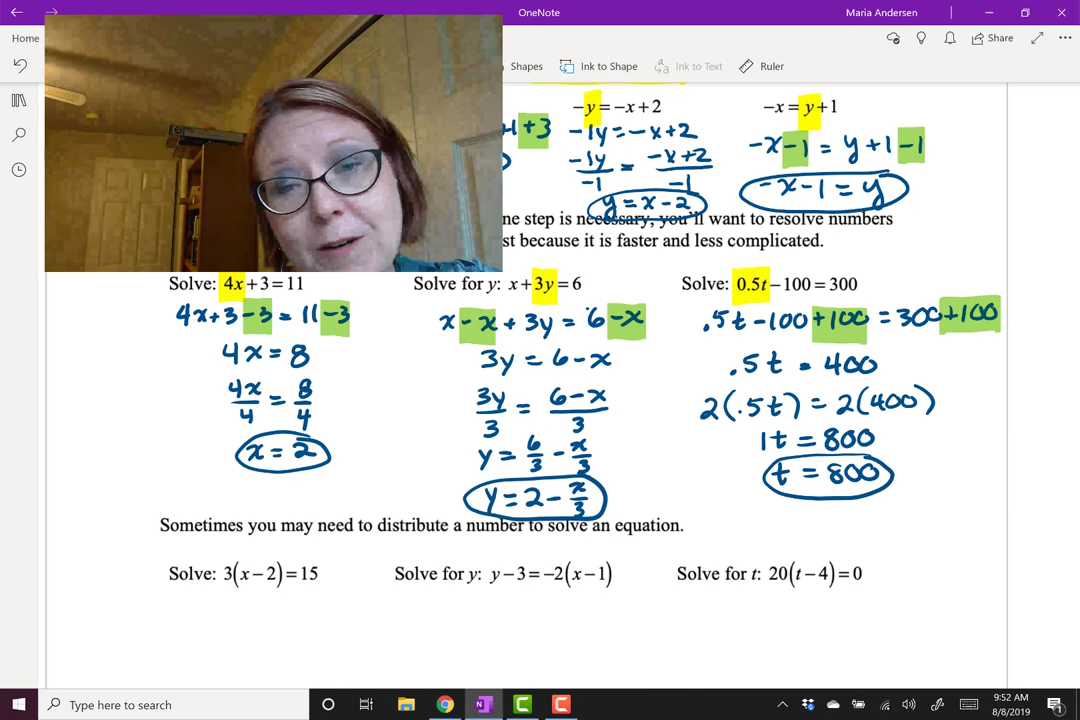 OneNote
Maria Andersen
Home
Shapes
Ink to Shape
Ink to Text
Ruler
Share
−y = −x + 2
−x = y + 1
+3
−1y = −x + 2
−x − 1 = y + 1 − 1
−1y/−1 = −x + 2/−1
−x − 1 = y
y = x − 2
ne step is necessary, you'll want to resolve numbers
st because it is faster and less complicated.
Solve: 4x + 3 = 11
Solve for y: x + 3y = 6
Solve: 0.5t − 100 = 300
4x + 3 − 3 = 11 − 3
x − x + 3y = 6 − x
.5t − 100 + 100 = 300 + 100
4x = 8
3y = 6 − x
.5t = 400
4x/4 = 8/4
3y/3 = 6 − x/3
2(.5t) = 2(400)
x = 2
y = 6/3 − x/3
1t = 800
y = 2 − x/3
t = 800
Sometimes you may need to distribute a number to solve an equation.
Solve: 3(x − 2) = 15
Solve for y: y − 3 = −2(x − 1)
Solve for t: 20(t − 4) = 0
Type here to search
9:52 AM
8/8/2019
1